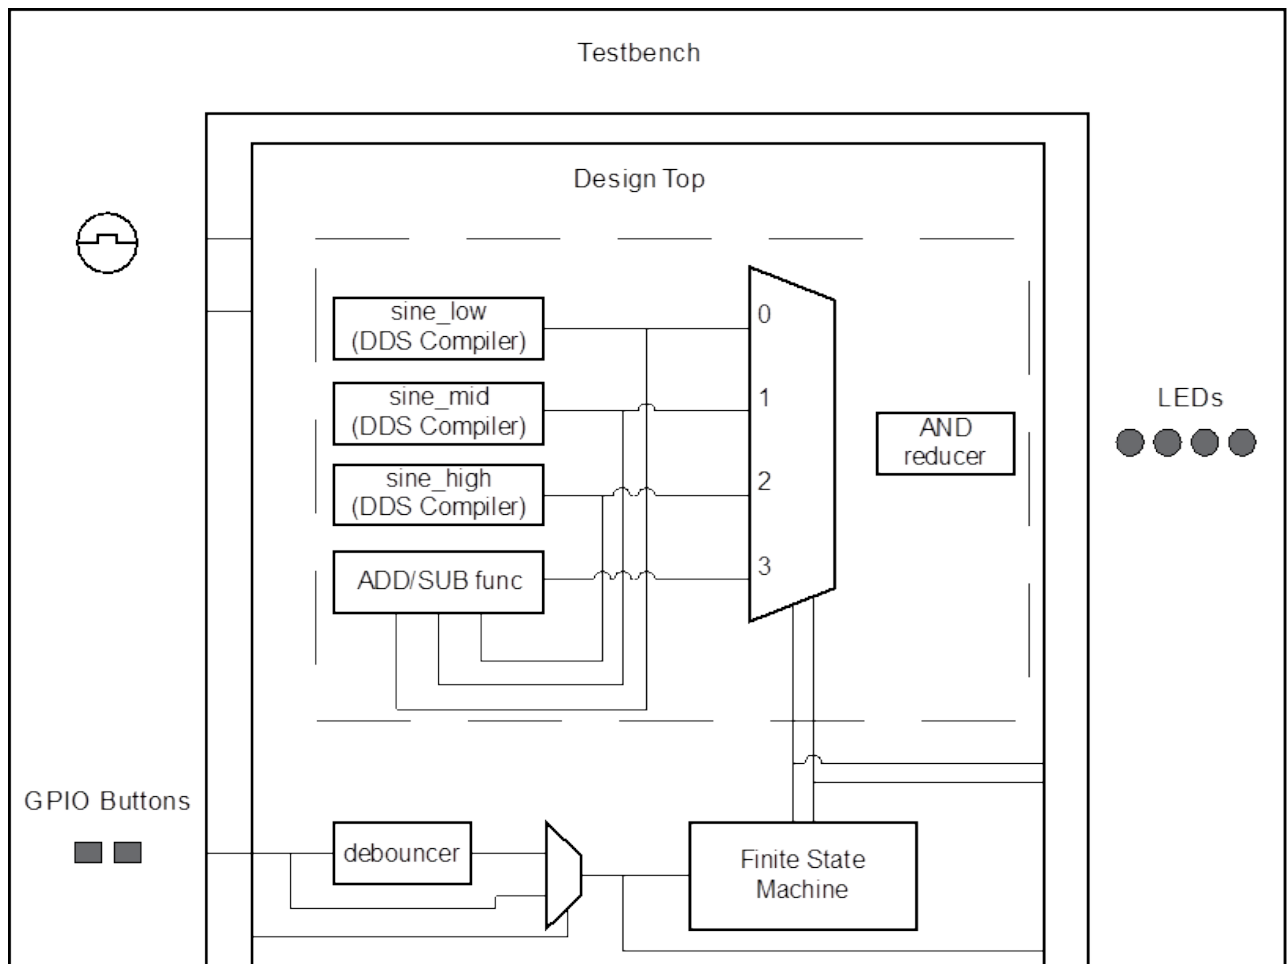 Testbench
Design Top
sine_low
(DDS Compiler)
0
sine_mid
(DDS Compiler)
1
LEDs
AND
reducer
sine_high
(DDS Compiler)
2
ADD/SUB func
3
GPIO Buttons
debouncer
Finite State
Machine